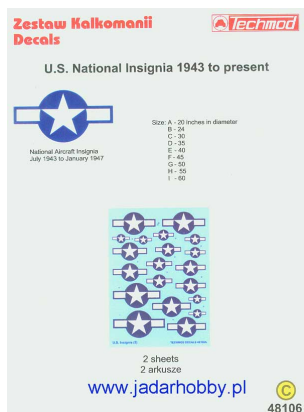 Zestaw Kalkomanii
Decals
Techmod
U.S. National Insignia 1943 to present
Size: A - 20 inches in diameter
B - 24
C - 30
D - 35
E - 40
F - 45
G - 50
H - 55
I - 60
National Aircraft Insignia
July 1943 to January 1947
2 sheets
2 arkusze
www.jadarhobby.pl
C
48106